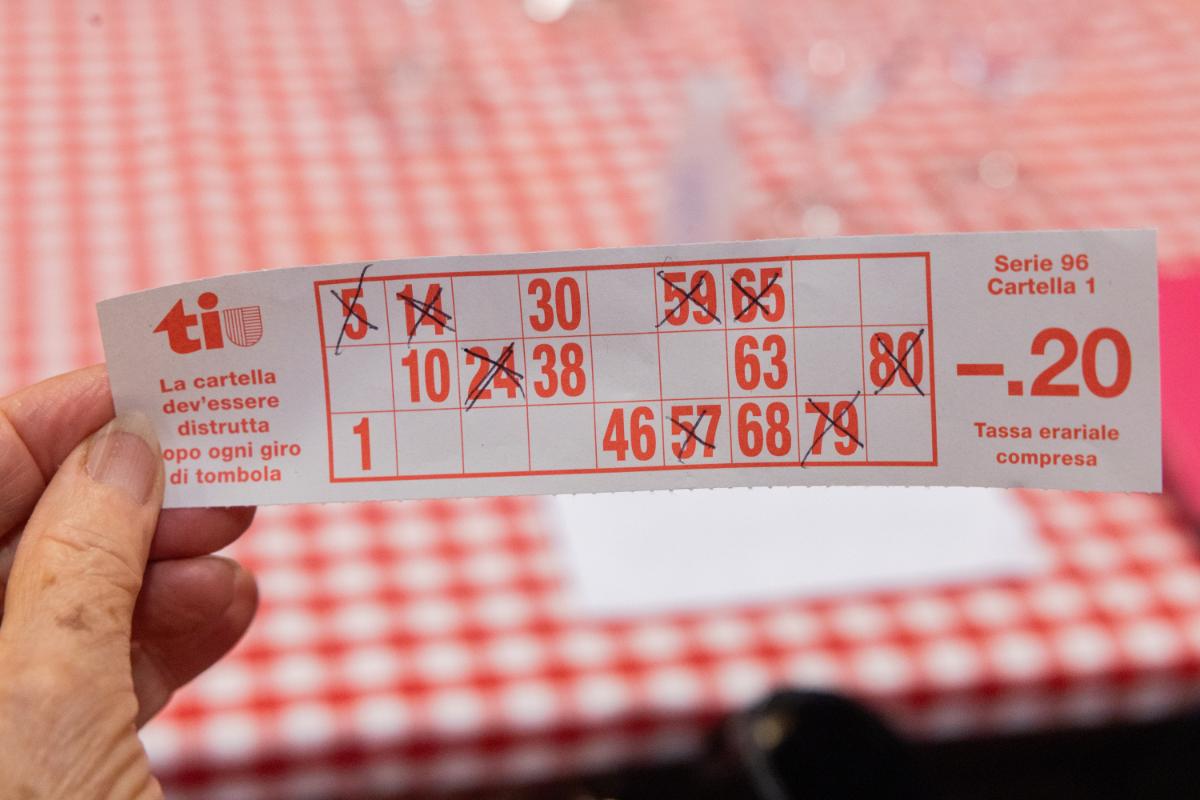 ti
La cartella
dev'essere
distrutta
opo ogni giro
di tombola
5 14 30 59 65
10 24 38 63 80
1 46 57 68 79
Serie 96
Cartella 1
–.20
Tassa erariale
compresa